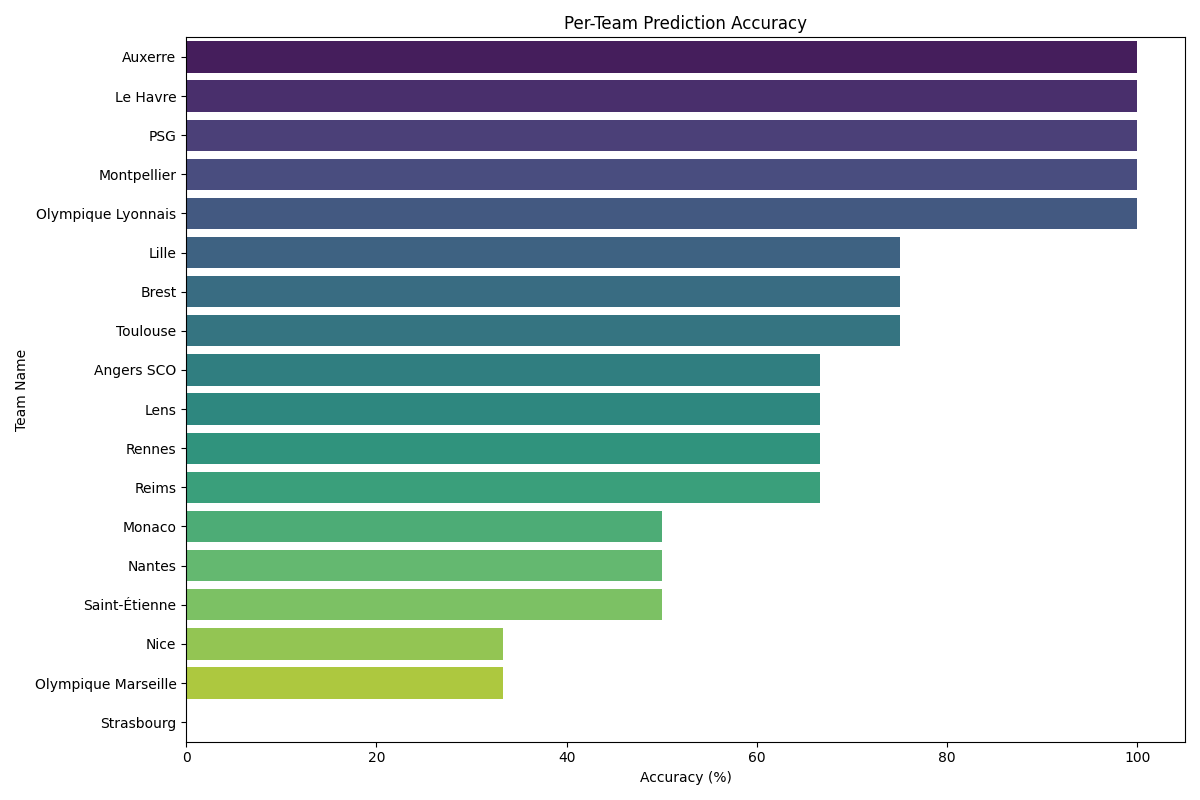 Per-Team Prediction Accuracy
Team Name
Auxerre
Le Havre
PSG
Montpellier
Olympique Lyonnais
Lille
Brest
Toulouse
Angers SCO
Lens
Rennes
Reims
Monaco
Nantes
Saint-Étienne
Nice
Olympique Marseille
Strasbourg
0 20 40 60 80 100
Accuracy (%)